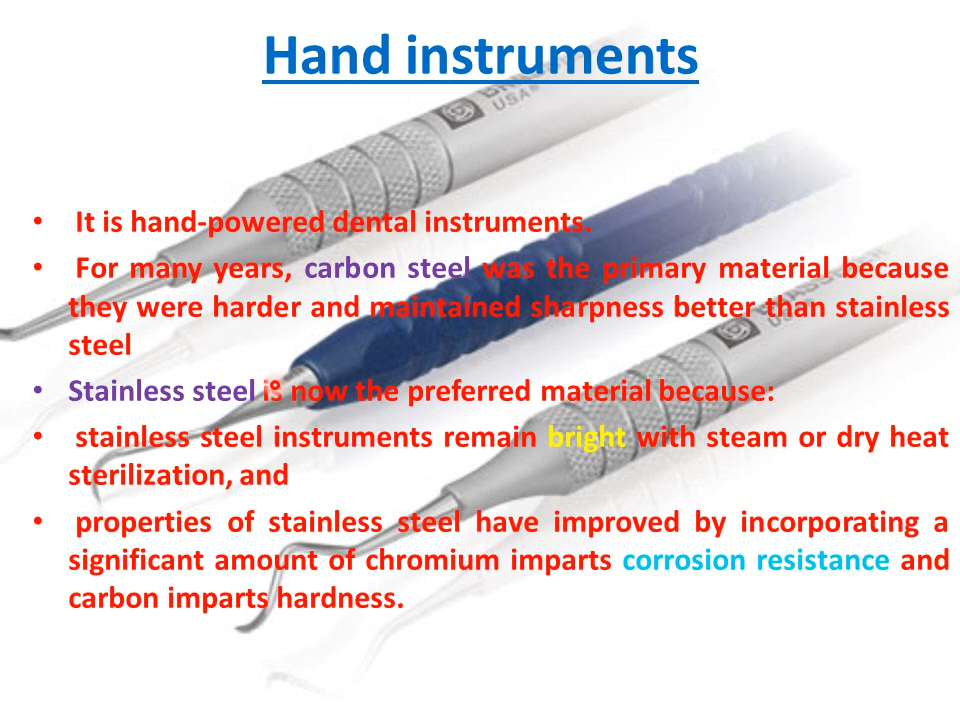 Hand instruments
USA
• It is hand-powered dental instruments.
• For many years, carbon steel was the primary material because
they were harder and maintained sharpness better than stainless
steel
• Stainless steel is now the preferred material because:
• stainless steel instruments remain bright with steam or dry heat
sterilization, and
• properties of stainless steel have improved by incorporating a
significant amount of chromium imparts corrosion resistance and
carbon imparts hardness.